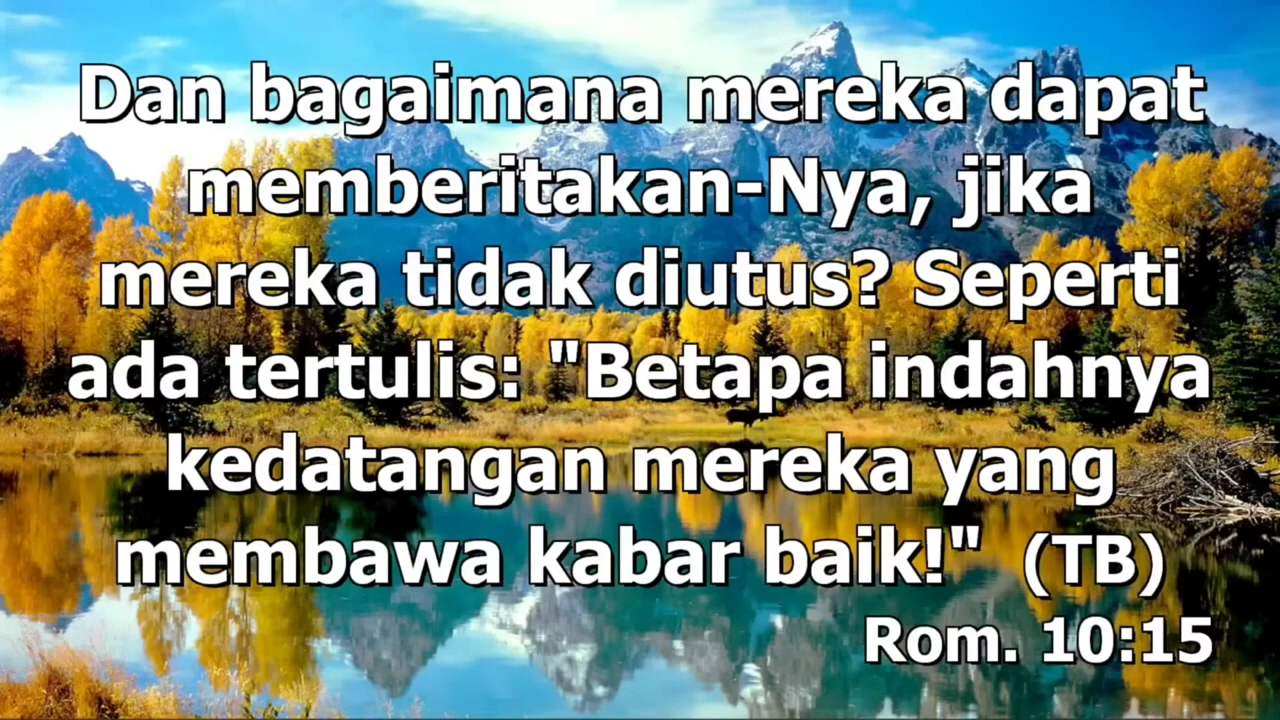 Dan bagaimana mereka dapat
memberitakan-Nya, jika
mereka tidak diutus? Seperti
ada tertulis: "Betapa indahnya
kedatangan mereka yang
membawa kabar baik!" (TB)
Rom. 10:15